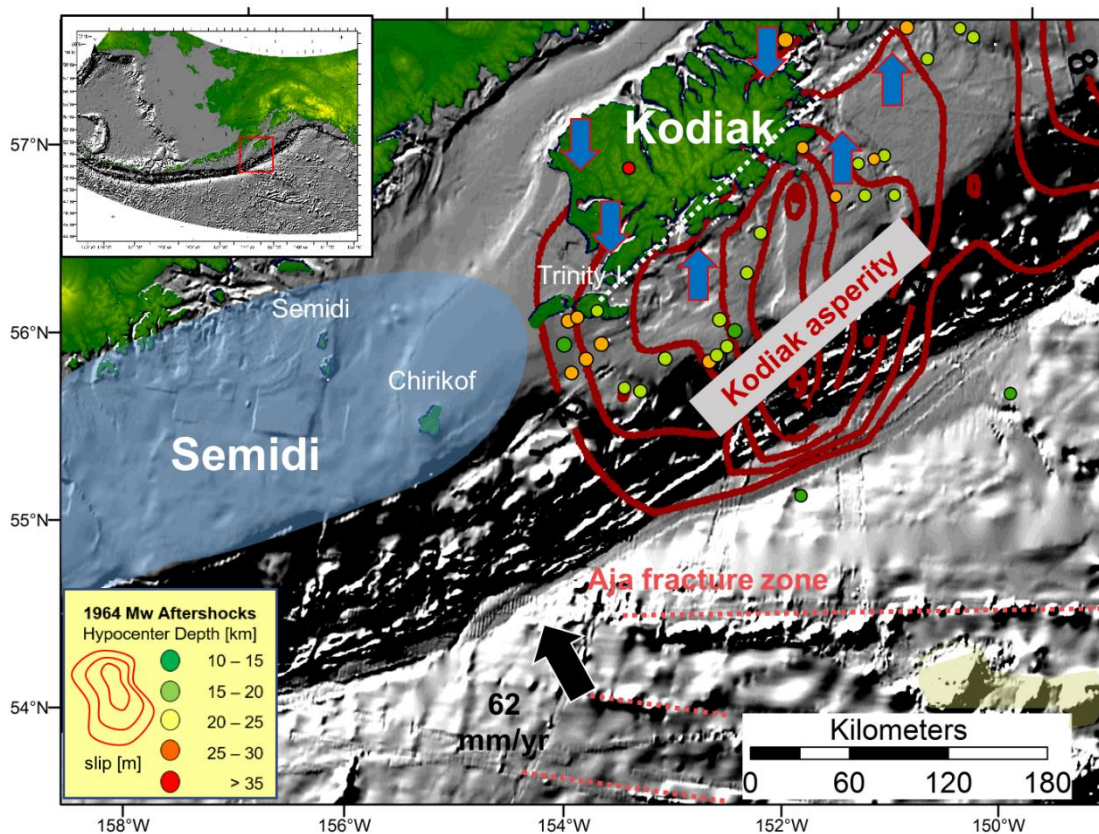 57°N
56°N
55°N
54°N
158°W
156°W
154°W
152°W
150°W
Kodiak
8
Trinity I.
Semidi
Chirikof
Semidi
Kodiak asperity
Aja fracture zone
62
mm/yr
1964 Mw Aftershocks
Hypocenter Depth [km]
10 – 15
15 – 20
20 – 25
25 – 30
> 35
slip [m]
Kilometers
0 60 120 180